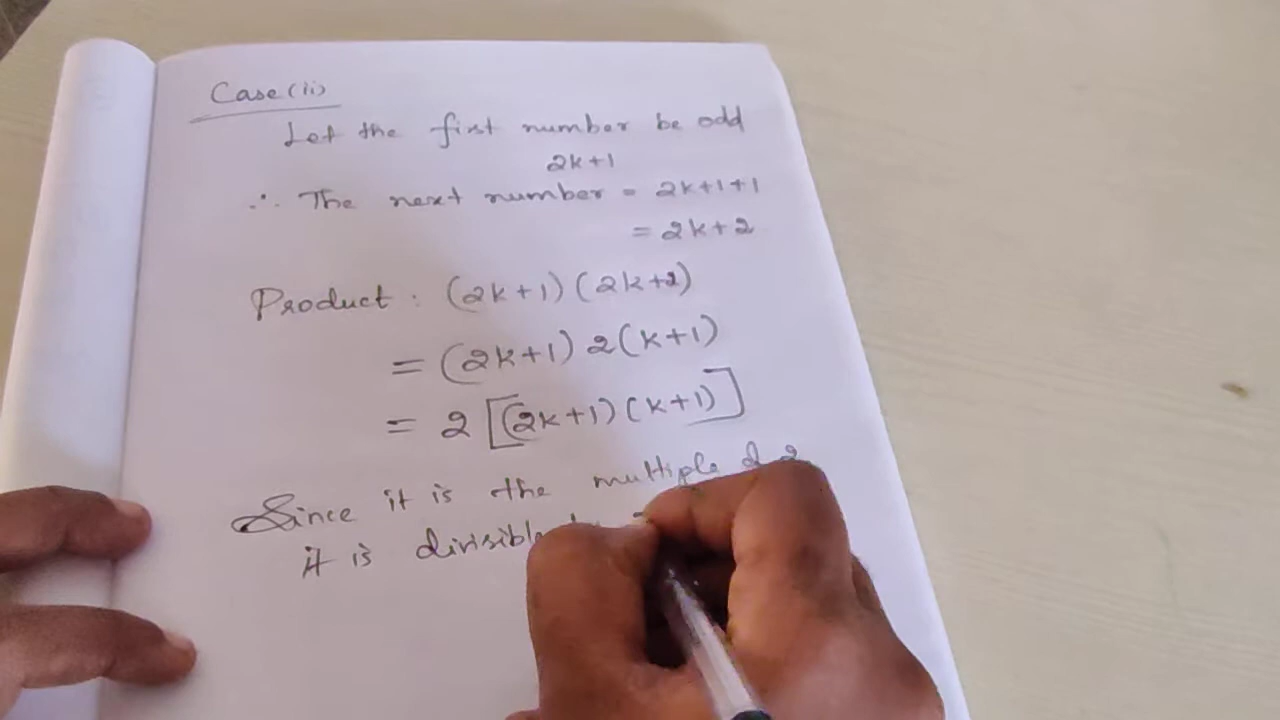 Case (ii)
Let the first number be odd
2k+1
∴ The next number = 2k+1+1
= 2k+2
Product : (2k+1)(2k+2)
= (2k+1) 2(k+1)
= 2 [(2k+1)(k+1)]
Since it is the multiple of 2
it is divisible